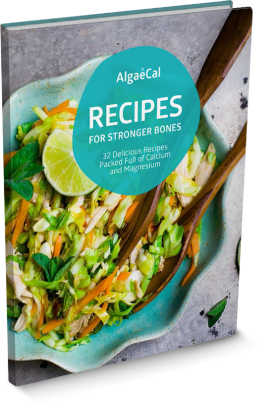 AlgaeCal
RECIPES
FOR STRONGER BONES
32 Delicious Recipes
Packed Full of Calcium
and Magnesium